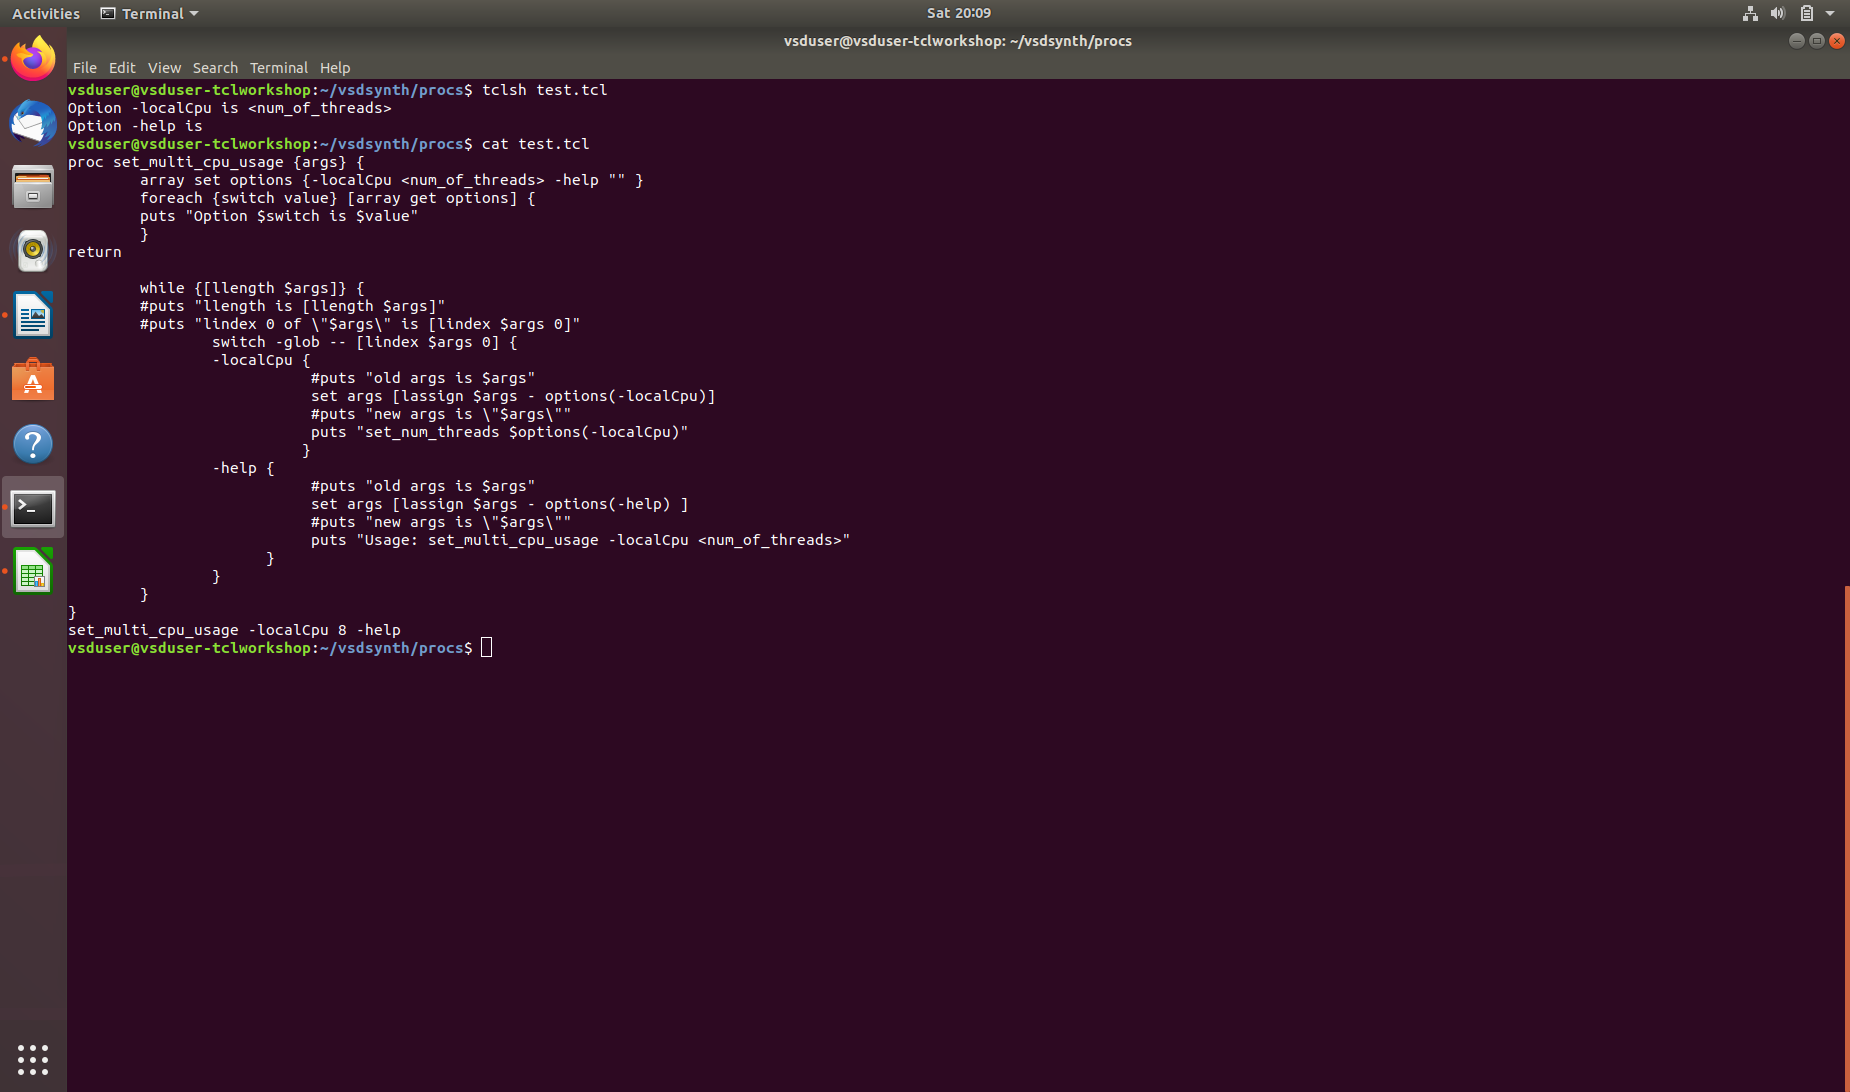 Activities Terminal Sat 20:09
vsduser@vsduser-tclworkshop: ~/vsdsynth/procs
File Edit View Search Terminal Help
vsduser@vsduser-tclworkshop:~/vsdsynth/procs$ tclsh test.tcl
Option -localCpu is <num_of_threads>
Option -help is
vsduser@vsduser-tclworkshop:~/vsdsynth/procs$ cat test.tcl
proc set_multi_cpu_usage {args} {
        array set options {-localCpu <num_of_threads> -help "" }
        foreach {switch value} [array get options] {
        puts "Option $switch is $value"
        }
return
        while {[llength $args]} {
        #puts "llength is [llength $args]"
        #puts "lindex 0 of \"$args\" is [lindex $args 0]"
                switch -glob -- [lindex $args 0] {
                -localCpu {
                           #puts "old args is $args"
                           set args [lassign $args - options(-localCpu)]
                           #puts "new args is \"$args\""
                           puts "set_num_threads $options(-localCpu)"
                          }
                -help {
                           #puts "old args is $args"
                           set args [lassign $args - options(-help) ]
                           #puts "new args is \"$args\""
                           puts "Usage: set_multi_cpu_usage -localCpu <num_of_threads>"
                      }
                }
        }
}
set_multi_cpu_usage -localCpu 8 -help
vsduser@vsduser-tclworkshop:~/vsdsynth/procs$